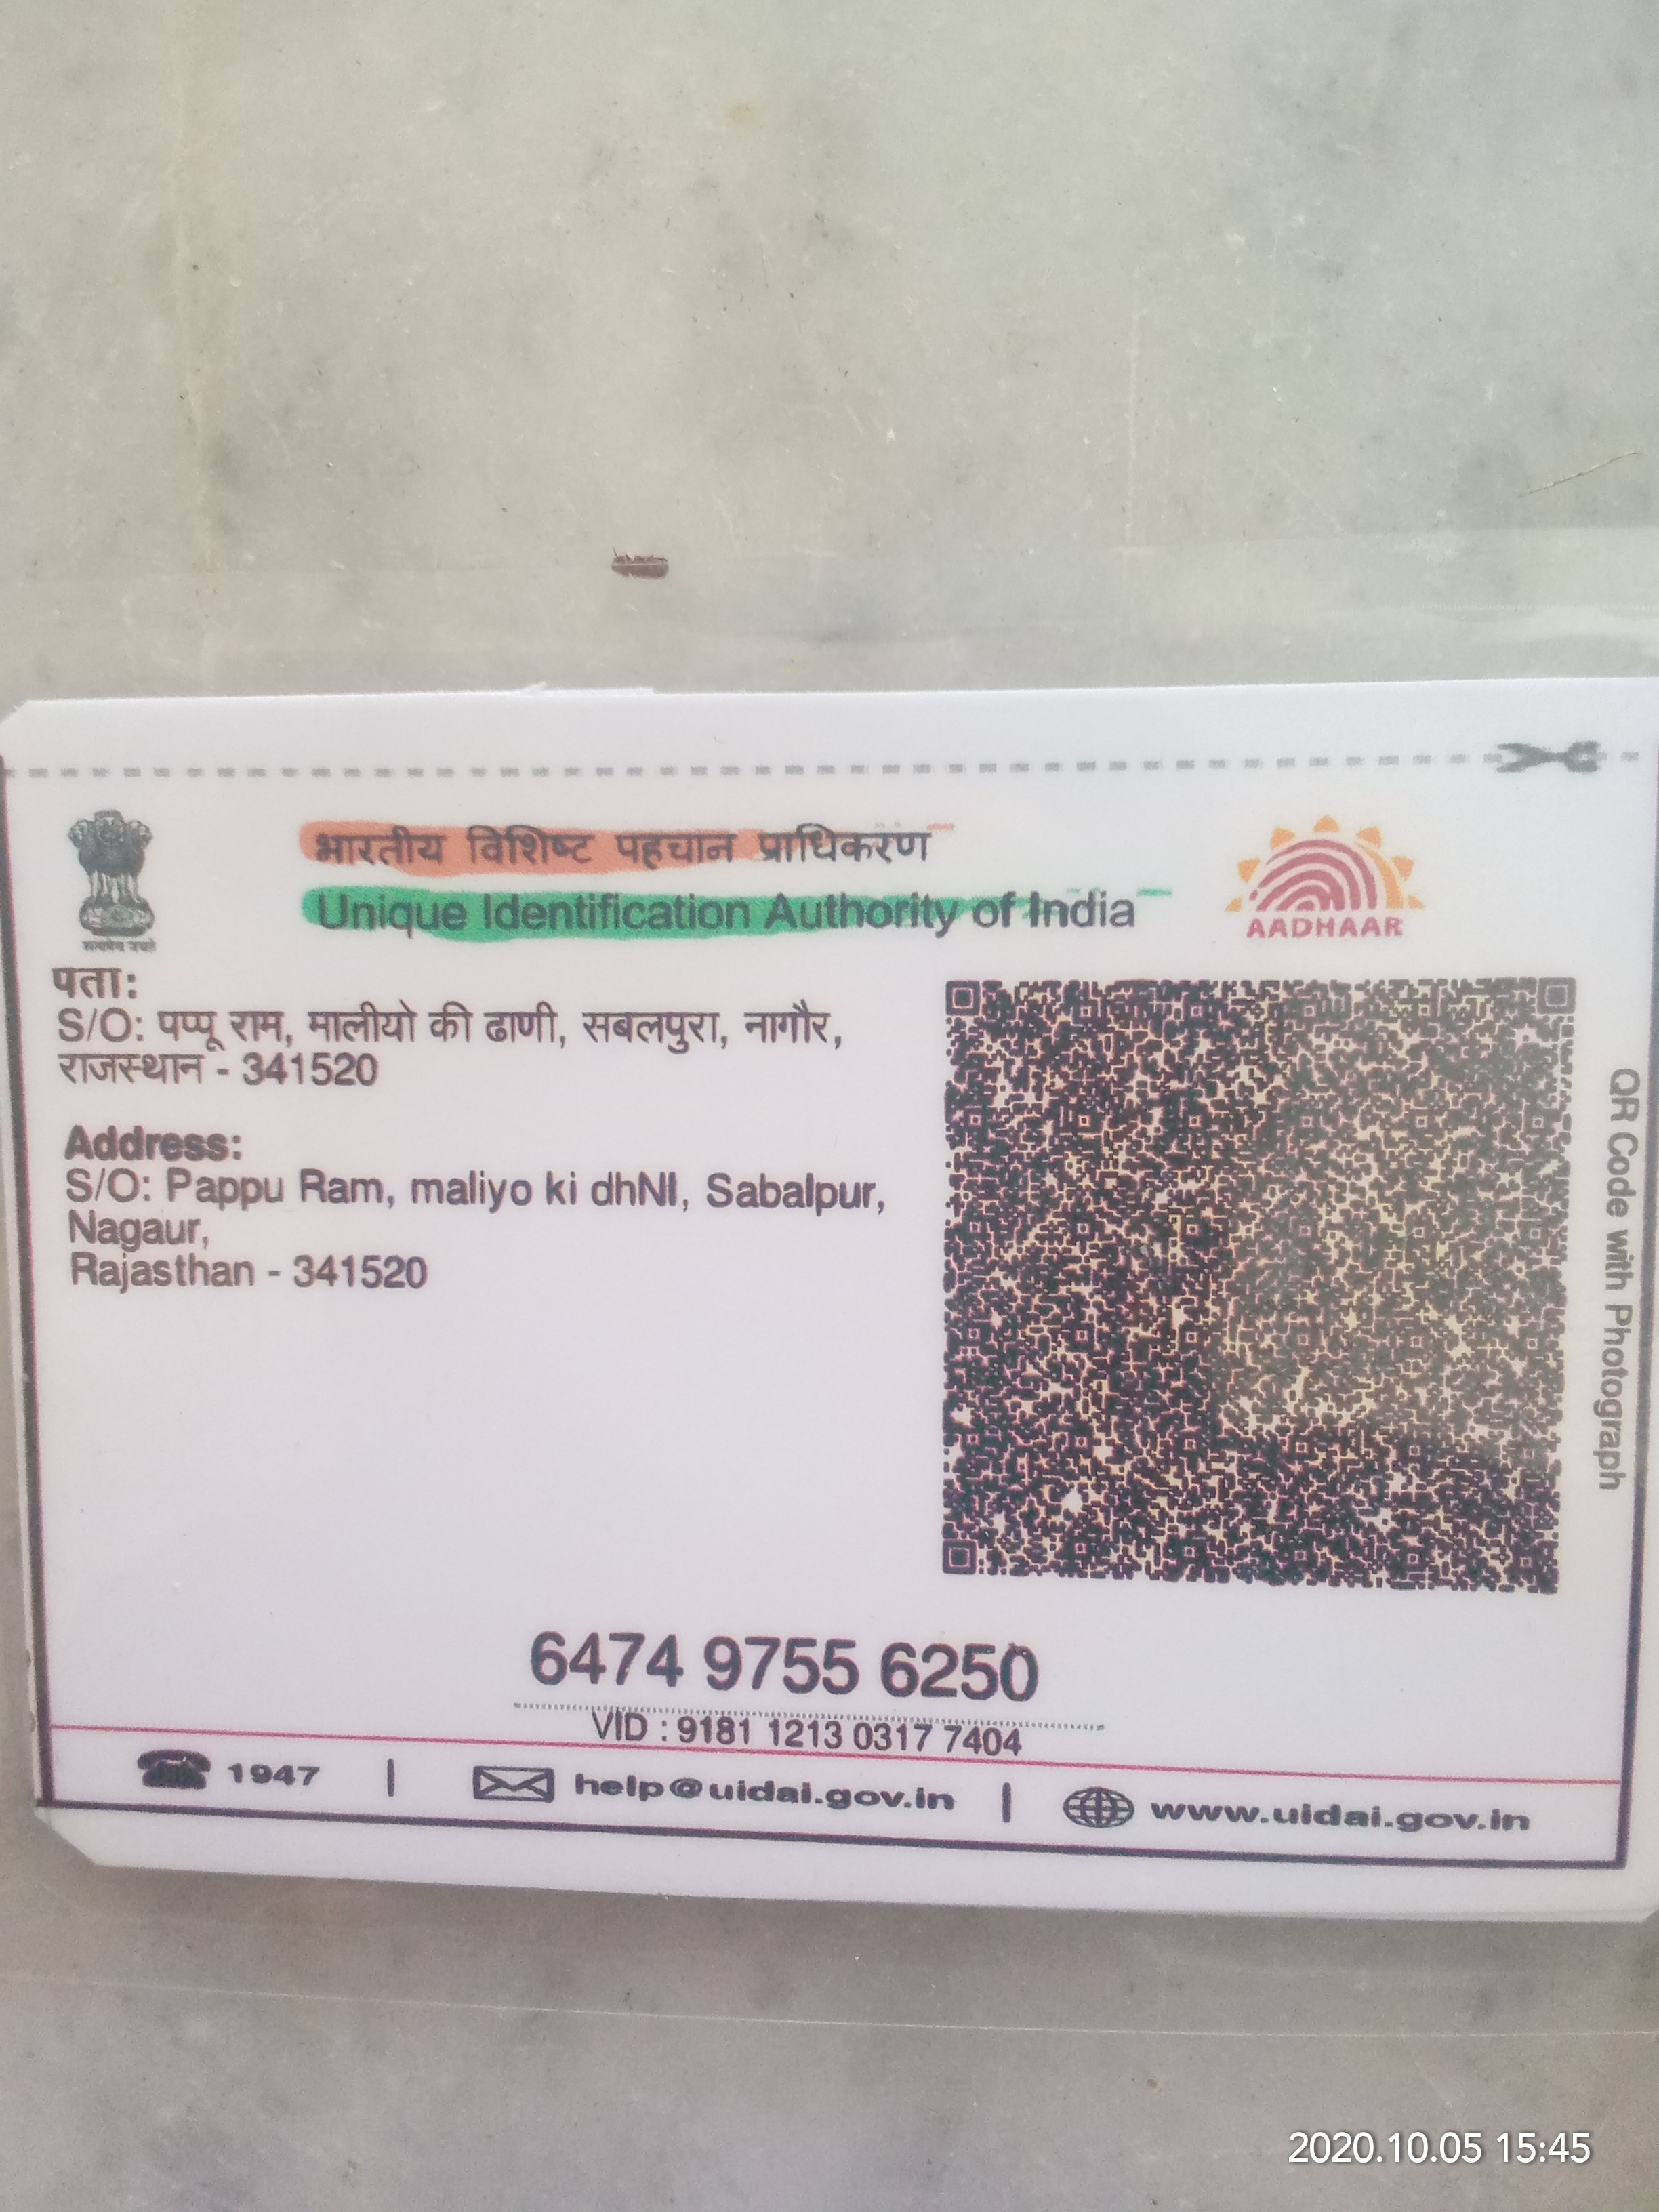 भारतीय विशिष्ट पहचान प्राधिकरण
Unique Identification Authority of India
AADHAAR
सत्यमेव जयते
पता:
S/O: पप्पू राम, मालीयो की ढाणी, सबलपुरा, नागौर,
राजस्थान - 341520
Address:
S/O: Pappu Ram, maliyo ki dhNI, Sabalpur,
Nagaur,
Rajasthan - 341520
QR Code with Photograph
6474 9755 6250
VID : 9181 1213 0317 7404
1947 | help@uidai.gov.in | www.uidai.gov.in
2020.10.05 15:45